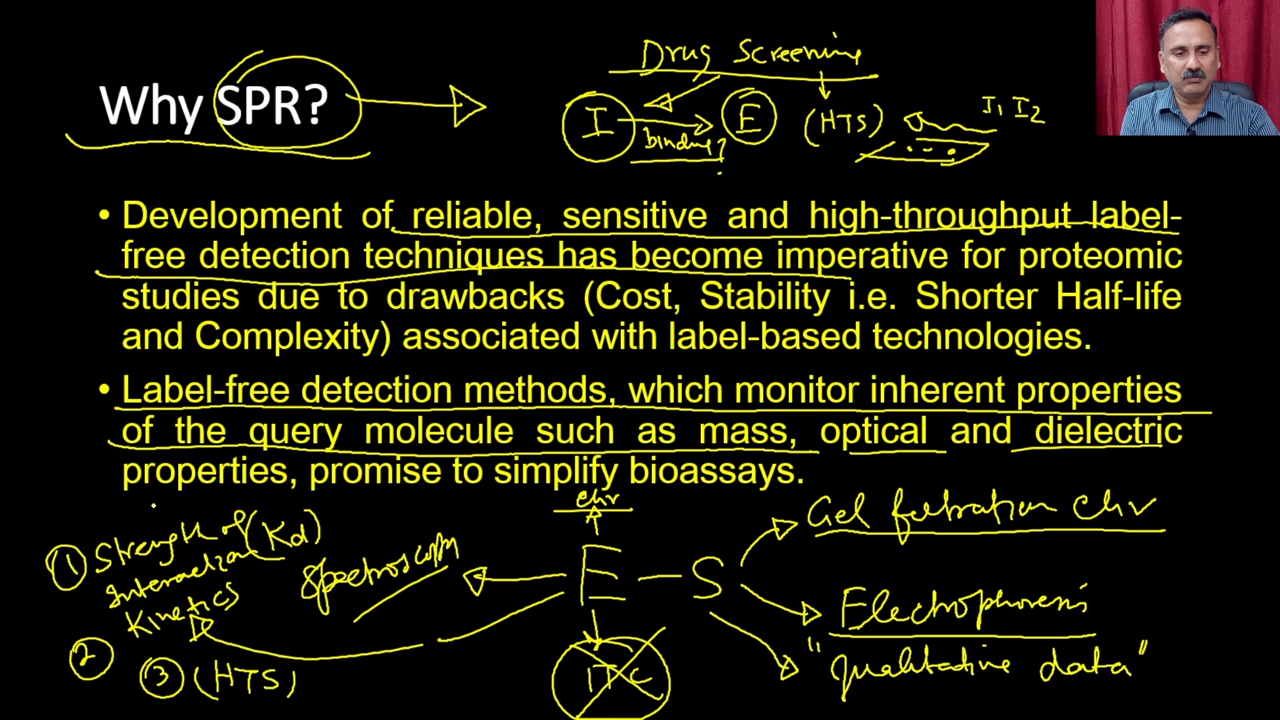 Drug Screening
Why SPR?
I
binding?
E
(HTS)
I1 I2
• Development of reliable, sensitive and high-throughput label-
free detection techniques has become imperative for proteomic
studies due to drawbacks (Cost, Stability i.e. Shorter Half-life
and Complexity) associated with label-based technologies.
• Label-free detection methods, which monitor inherent properties
of the query molecule such as mass, optical and dielectric
properties, promise to simplify bioassays.
chr
Gel filtration chr
① Strength of (Kd)
Interaction
Kinetics
Spectroscopy
E — S
Electrophoresis
②
③ (HTS)
ITC
"qualitative data"